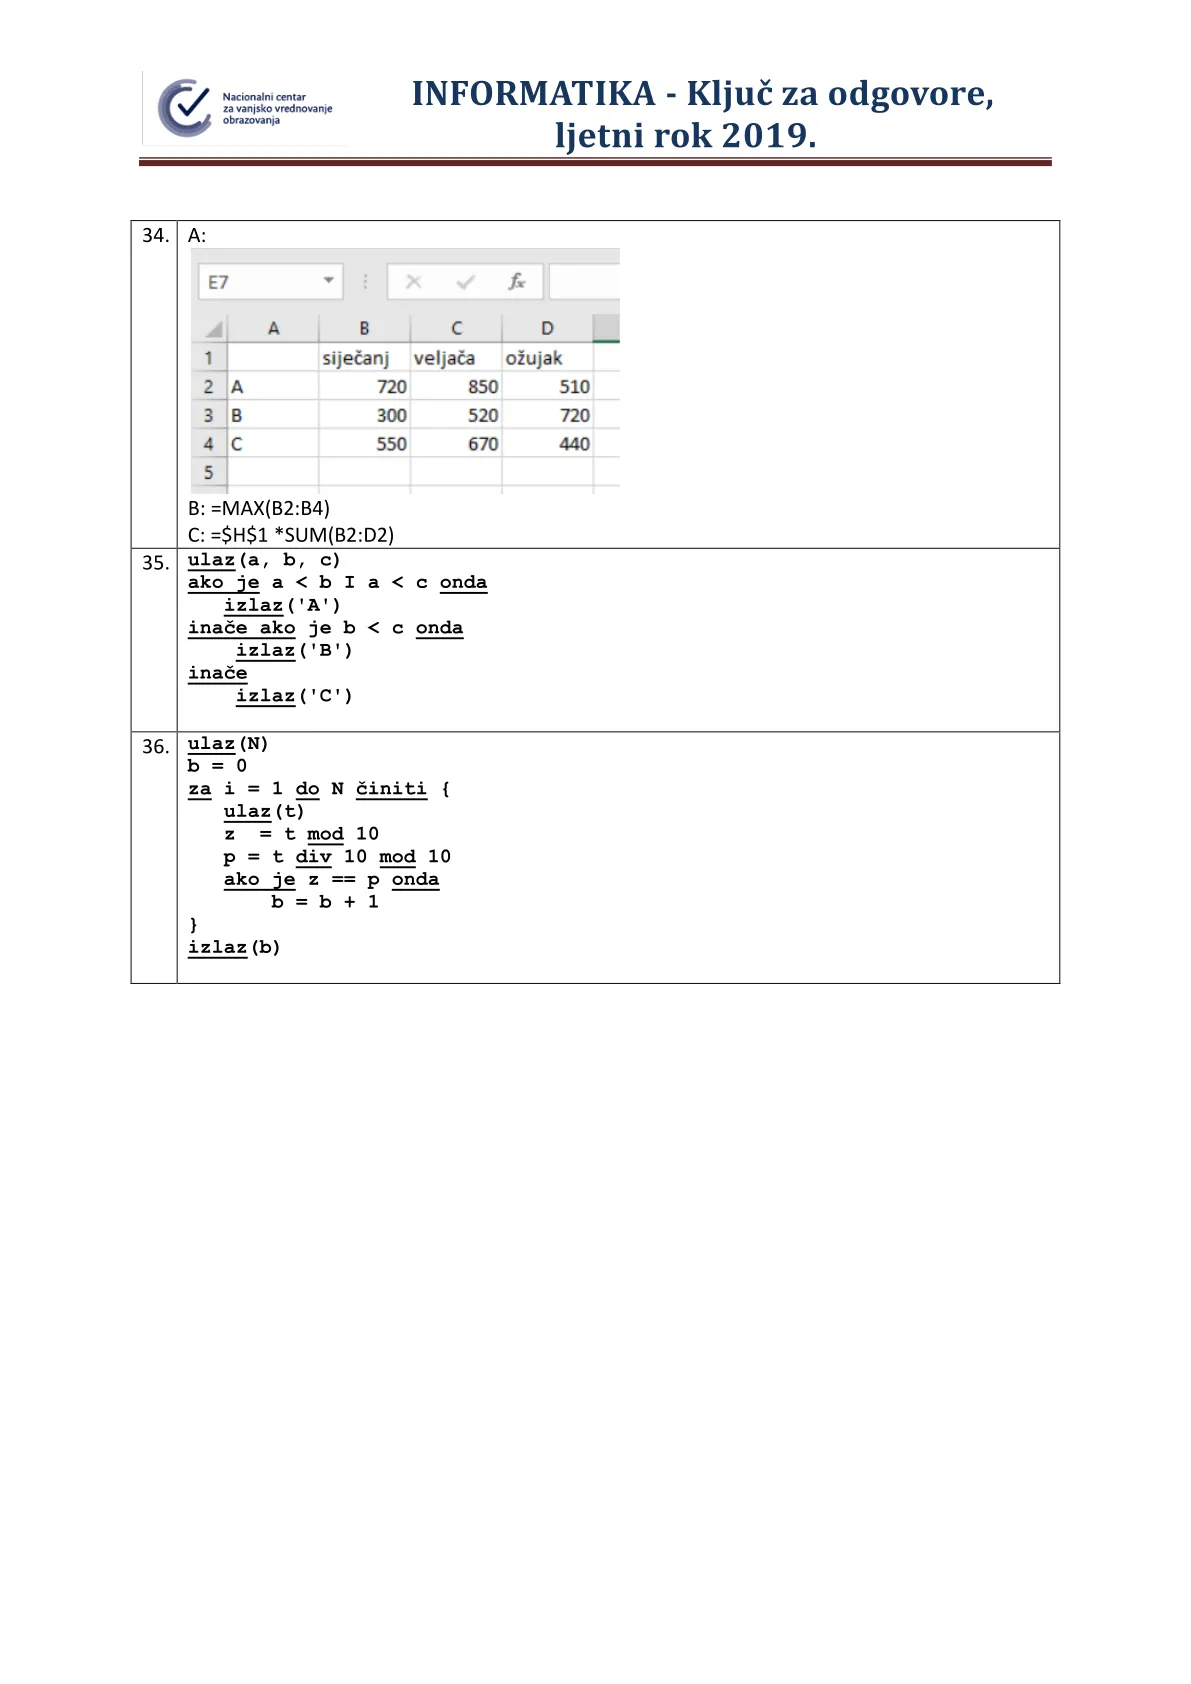 Nacionalni centar
za vanjsko vrednovanje
obrazovanja
INFORMATIKA - Ključ za odgovore,
ljetni rok 2019.
34. A:
E7 fx
A B C D
1 siječanj veljača ožujak
2 A 720 850 510
3 B 300 520 720
4 C 550 670 440
5
B: =MAX(B2:B4)
C: =$H$1 *SUM(B2:D2)
35. ulaz(a, b, c)
ako je a < b I a < c onda
izlaz('A')
inače ako je b < c onda
izlaz('B')
inače
izlaz('C')
36. ulaz(N)
b = 0
za i = 1 do N činiti {
ulaz(t)
z  = t mod 10
p = t div 10 mod 10
ako je z == p onda
b = b + 1
}
izlaz(b)